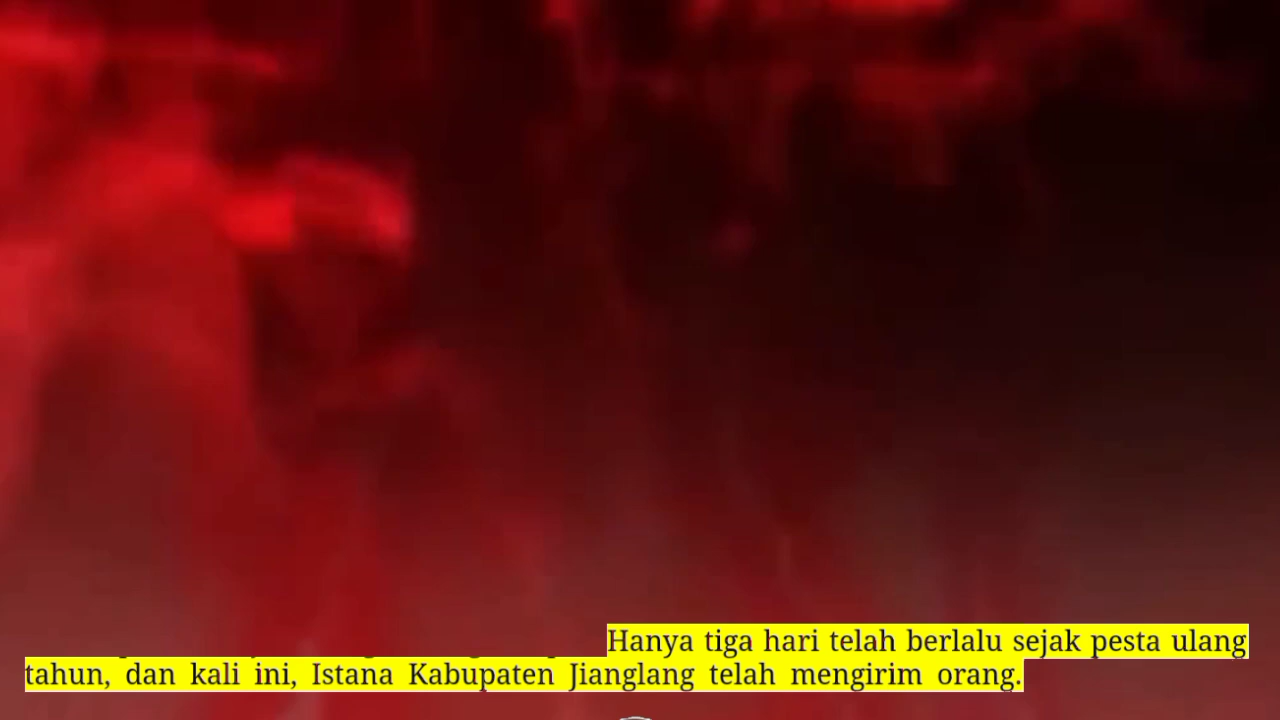 Hanya tiga hari telah berlalu sejak pesta ulang
tahun, dan kali ini, Istana Kabupaten Jianglang telah mengirim orang.